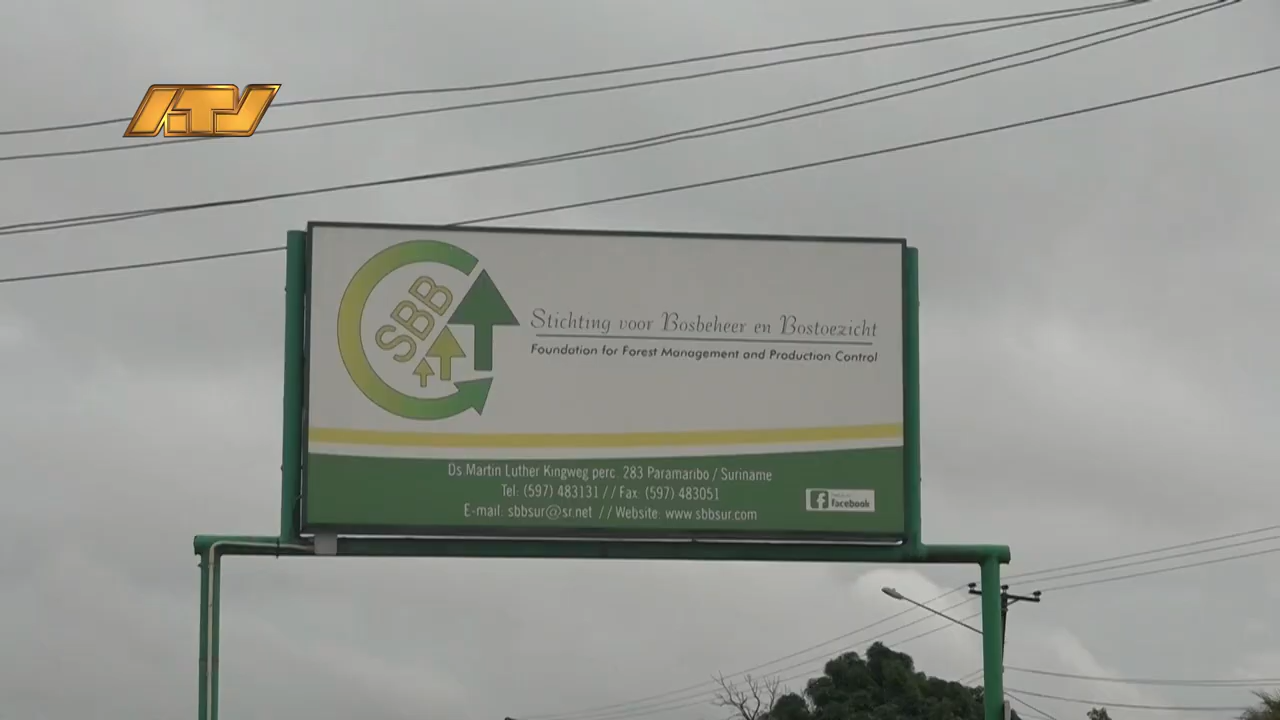 ATV
SBB
Stichting voor Bosbeheer en Bostoezicht
Foundation for Forest Management and Production Control
Ds Martin Luther Kingweg perc. 283 Paramaribo / Suriname
Tel: (597) 483131 // Fax: (597) 483051
E-mail: sbbsur@sr.net // Website: www.sbbsur.com
Facebook